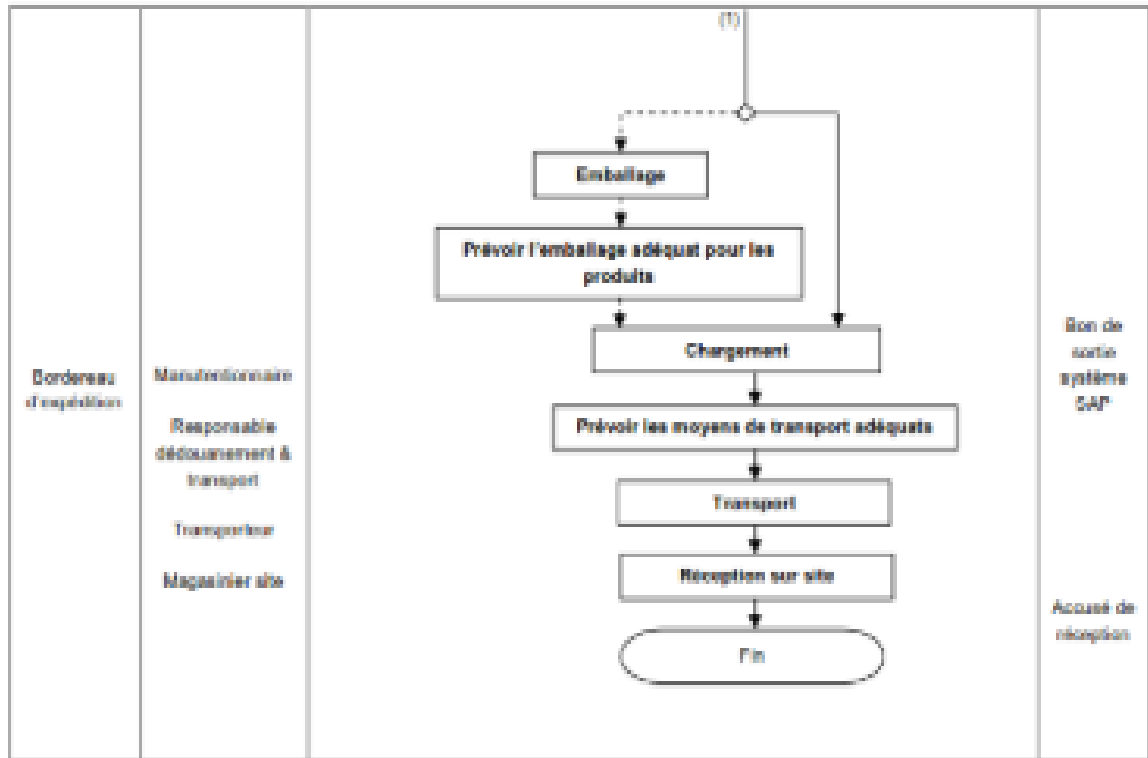 (1)
Emballage
Prévoir l'emballage adéquat pour les
produits
Chargement
Prévoir les moyens de transport adéquats
Transport
Réception sur site
Fin
Bordereau
d'expédition
Manutentionnaire
Responsable
dédouanement &
transport
Transporteur
Magasinier site
Bon de
sortie
système
SAP
Accusé de
réception